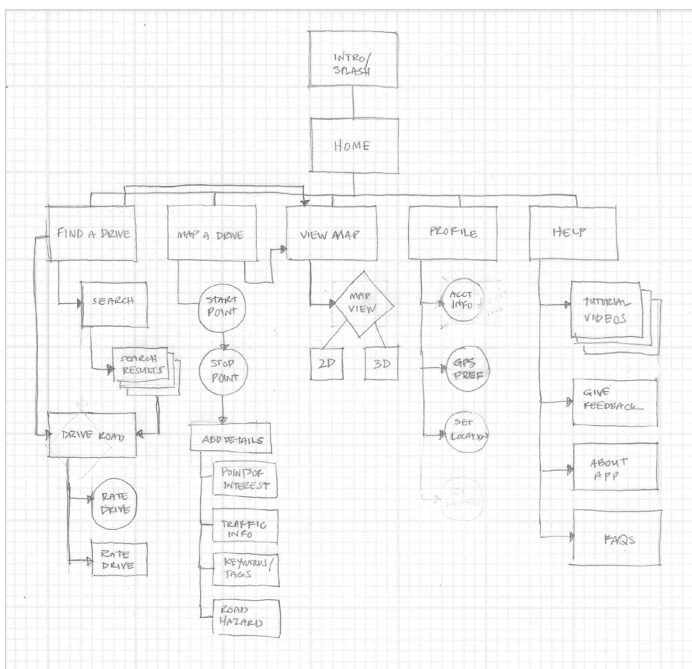 INTRO/
SPLASH
HOME
FIND A DRIVE
MAP A DRIVE
VIEW MAP
PROFILE
HELP
SEARCH
START
POINT
MAP
VIEW
ACCT
INFO
TUTORIAL
VIDEOS
SEARCH
RESULTS
STOP
POINT
2D
3D
GPS
PREF
GIVE
FEEDBACK
DRIVE ROAD
ADD DETAILS
SET
LOCATION
ABOUT
APP
RATE
DRIVE
POINT OF
INTEREST
TRAFFIC
INFO
FAQS
RATE
DRIVE
KEYWORDS/
TAGS
ROAD
HAZARD